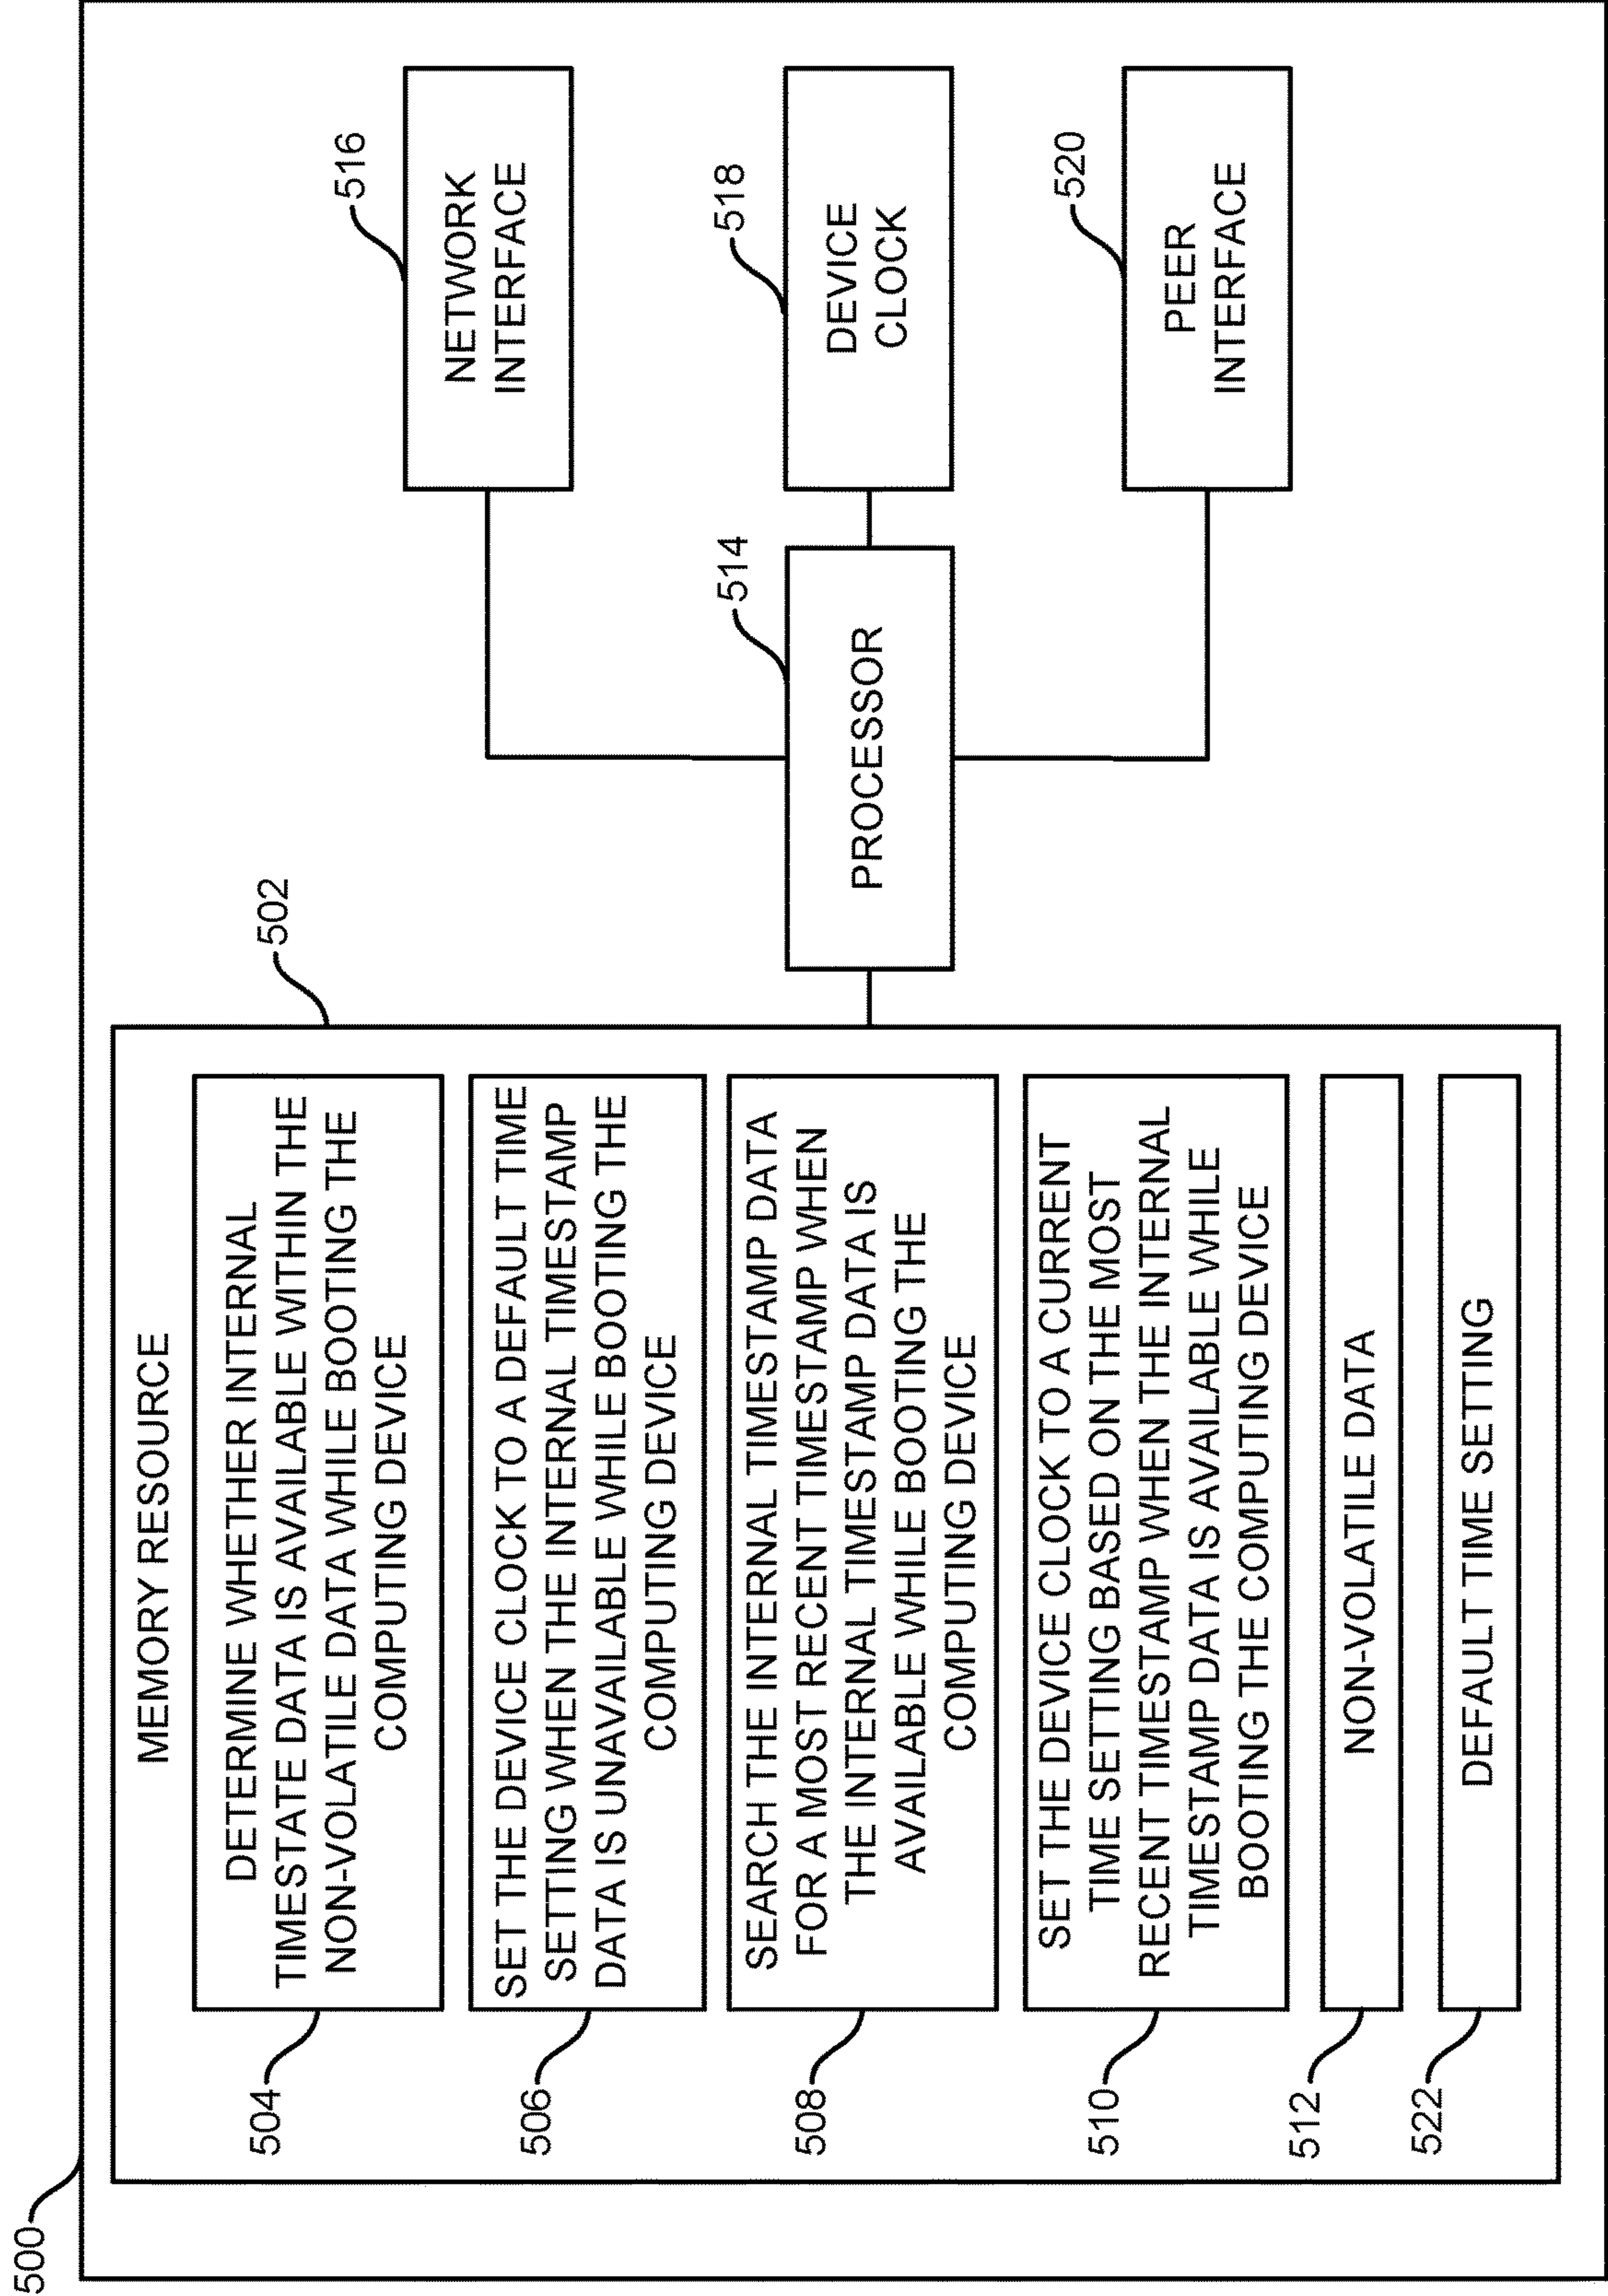 500
502
MEMORY RESOURCE
504
DETERMINE WHETHER INTERNAL
TIMESTATE DATA IS AVAILABLE WITHIN THE
NON-VOLATILE DATA WHILE BOOTING THE
COMPUTING DEVICE
506
SET THE DEVICE CLOCK TO A DEFAULT TIME
SETTING WHEN THE INTERNAL TIMESTAMP
DATA IS UNAVAILABLE WHILE BOOTING THE
COMPUTING DEVICE
508
SEARCH THE INTERNAL TIMESTAMP DATA
FOR A MOST RECENT TIMESTAMP WHEN
THE INTERNAL TIMESTAMP DATA IS
AVAILABLE WHILE BOOTING THE
COMPUTING DEVICE
510
SET THE DEVICE CLOCK TO A CURRENT
TIME SETTING BASED ON THE MOST
RECENT TIMESTAMP WHEN THE INTERNAL
TIMESTAMP DATA IS AVAILABLE WHILE
BOOTING THE COMPUTING DEVICE
512
NON-VOLATILE DATA
522
DEFAULT TIME SETTING
514
PROCESSOR
516
NETWORK
INTERFACE
518
DEVICE
CLOCK
520
PEER
INTERFACE